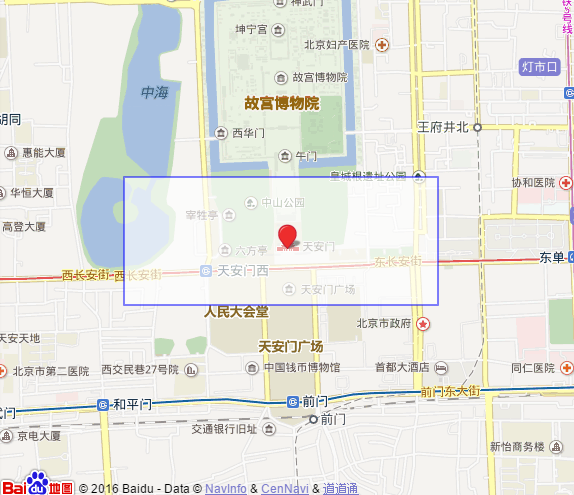 神武门
坤宁宫
北京妇产医院
铁
号线
灯市口
故宫博物院
中海
故宫博物院
胡同
西华门
王府井北
惠能大厦
午门
皇城根遗址公园
协和医院
华恒大厦
中山公园
宰牲亭
高登大厦
六方亭
天安门
东长安街
东单
西长安街
西长安街
天安门西
天安门广场
人民大会堂
北京市政府
天安天地
天安门广场
北京市第二医院
西交民巷27号院
中国钱币博物馆
首都大酒店
同仁医院
前门东大街
武门
和平门
前门
前门
京电大厦
交通银行旧址
新怡商务楼
Bai du 地图
© 2016 Baidu - Data © NavInfo & CenNavi & 道道通